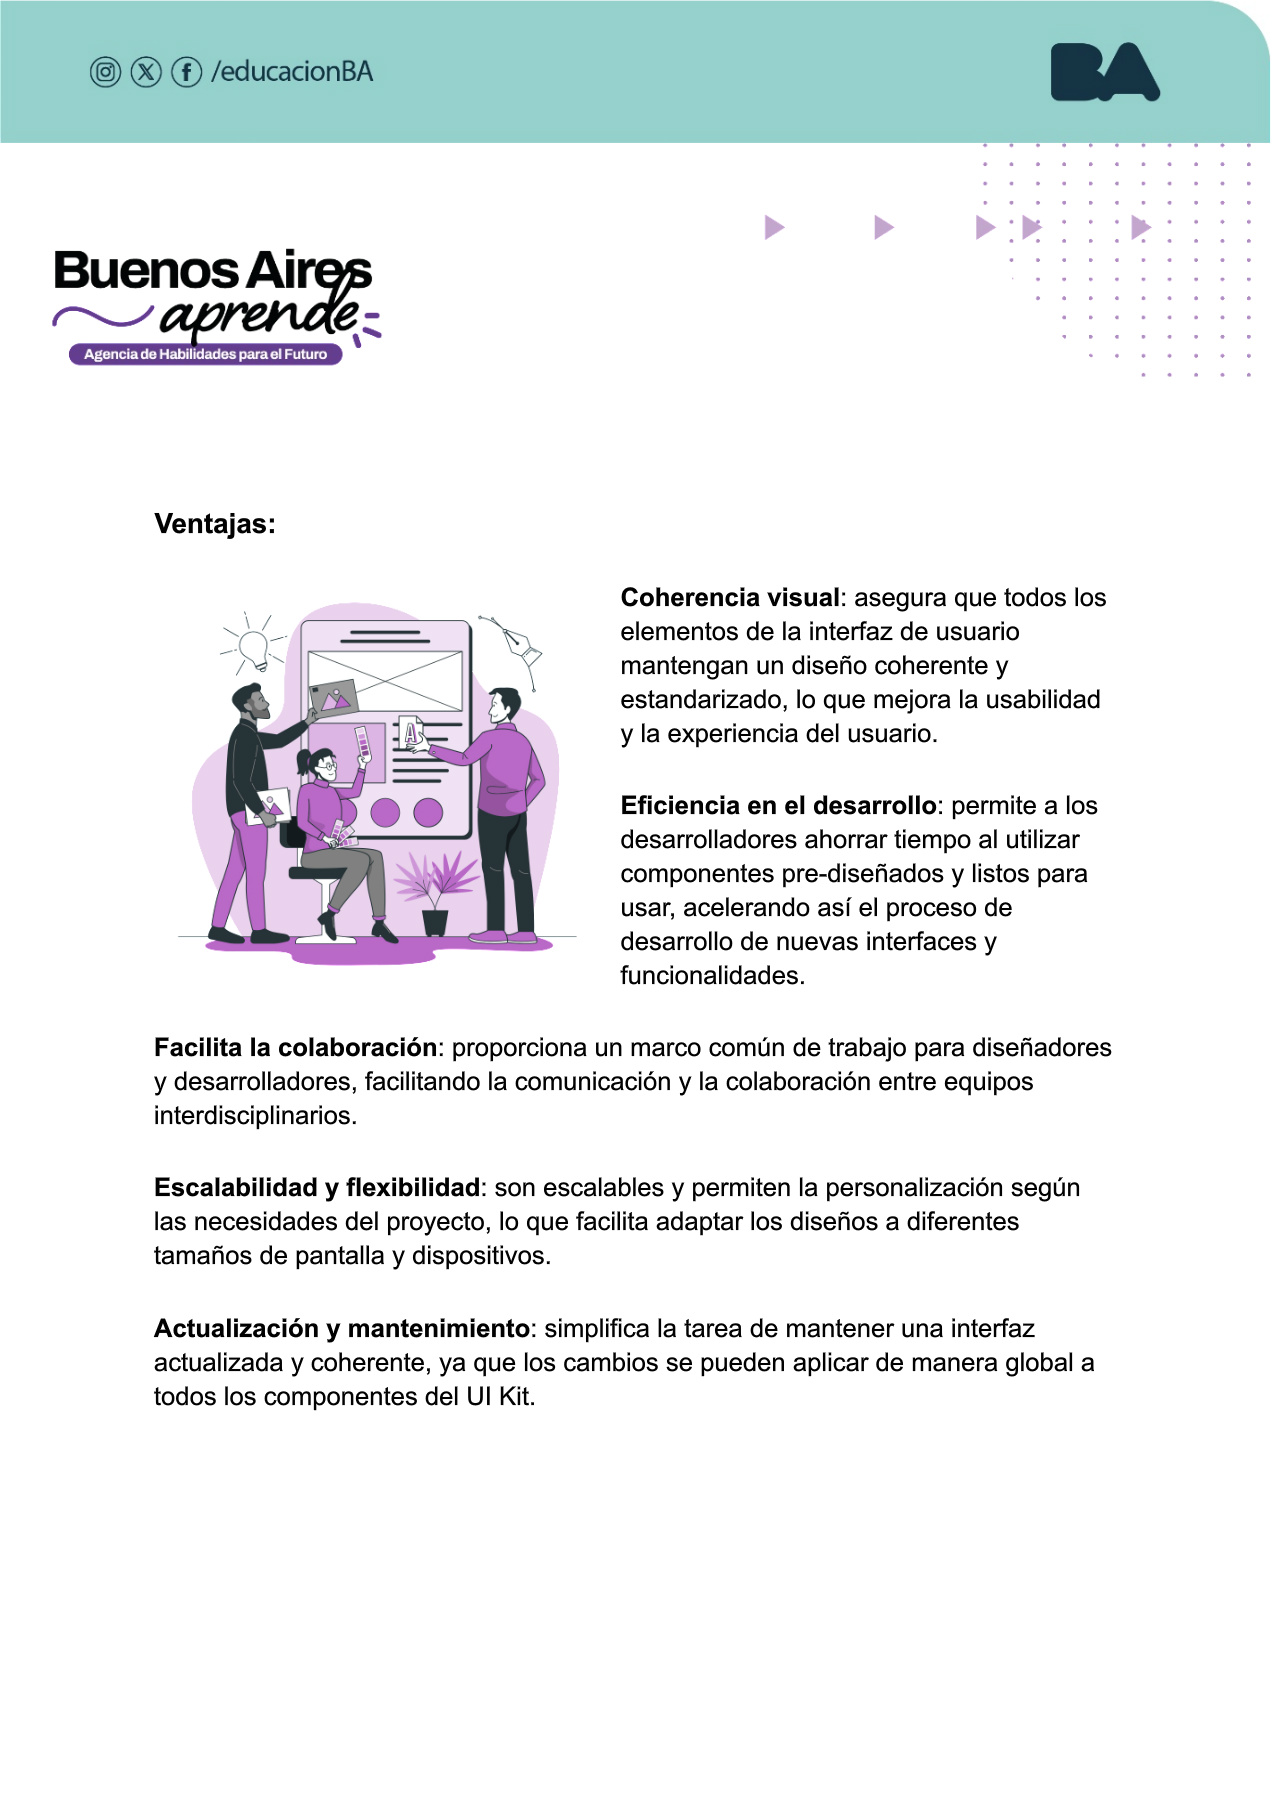 /educacionBA
BA
Buenos Aires
aprende
Agencia de Habilidades para el Futuro
Ventajas:
Coherencia visual: asegura que todos los
elementos de la interfaz de usuario
mantengan un diseño coherente y
estandarizado, lo que mejora la usabilidad
y la experiencia del usuario.
A
Eficiencia en el desarrollo: permite a los
desarrolladores ahorrar tiempo al utilizar
componentes pre-diseñados y listos para
usar, acelerando así el proceso de
desarrollo de nuevas interfaces y
funcionalidades.
Facilita la colaboración: proporciona un marco común de trabajo para diseñadores
y desarrolladores, facilitando la comunicación y la colaboración entre equipos
interdisciplinarios.
Escalabilidad y flexibilidad: son escalables y permiten la personalización según
las necesidades del proyecto, lo que facilita adaptar los diseños a diferentes
tamaños de pantalla y dispositivos.
Actualización y mantenimiento: simplifica la tarea de mantener una interfaz
actualizada y coherente, ya que los cambios se pueden aplicar de manera global a
todos los componentes del UI Kit.